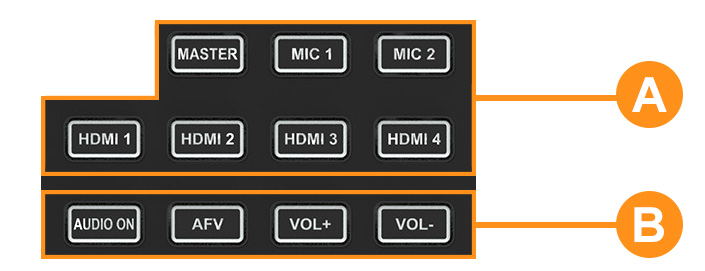 MASTER MIC 1 MIC 2
A
HDMI 1 HDMI 2 HDMI 3 HDMI 4
AUDIO ON AFV VOL+ VOL-
B